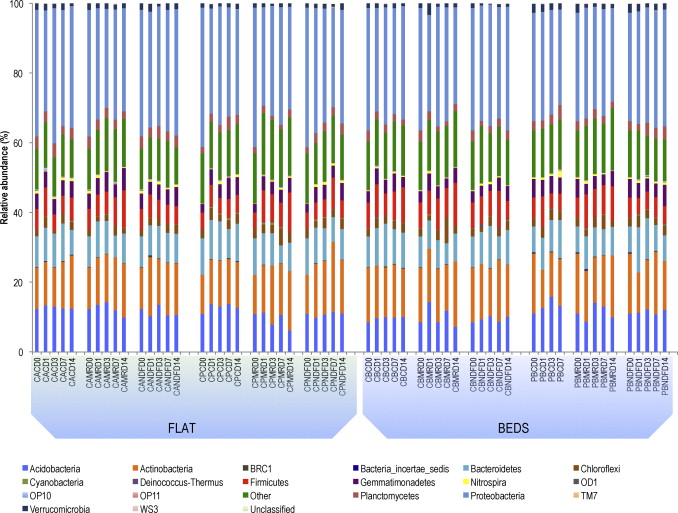 100
80
60
40
20
0
Relative abundance (%)
CACD0
CACD1
CACD3
CACD7
CACD14
CAMRD0
CAMRD1
CAMRD3
CAMRD7
CAMRD14
CANDFD0
CANDFD1
CANDFD3
CANDFD7
CANDFD14
CPCD0
CPCD1
CPCD3
CPCD7
CPCD14
CPMRD0
CPMRD1
CPMRD3
CPMRD7
CPMRD14
CPNDFD0
CPNDFD1
CPNDFD3
CPNDFD7
CPNDFD14
CBCD0
CBCD1
CBCD3
CBCD7
CBCD14
CBMRD0
CBMRD1
CBMRD3
CBMRD7
CBMRD14
CBNDFD0
CBNDFD1
CBNDFD3
CBNDFD7
CBNDFD14
PBCD0
PBCD1
PBCD3
PBCD7
PBMRD0
PBMRD3
PBMRD7
PBMRD14
PBNDFD0
PBNDFD1
PBNDFD3
PBNDFD7
PBNDFD14
FLAT
BEDS
Acidobacteria
Actinobacteria
BRC1
Bacteria_incertae_sedis
Bacteroidetes
Chloroflexi
Cyanobacteria
Deinococcus-Thermus
Firmicutes
Gemmatimonadetes
Nitrospira
OD1
OP10
OP11
Other
Planctomycetes
Proteobacteria
TM7
Verrucomicrobia
WS3
Unclassified